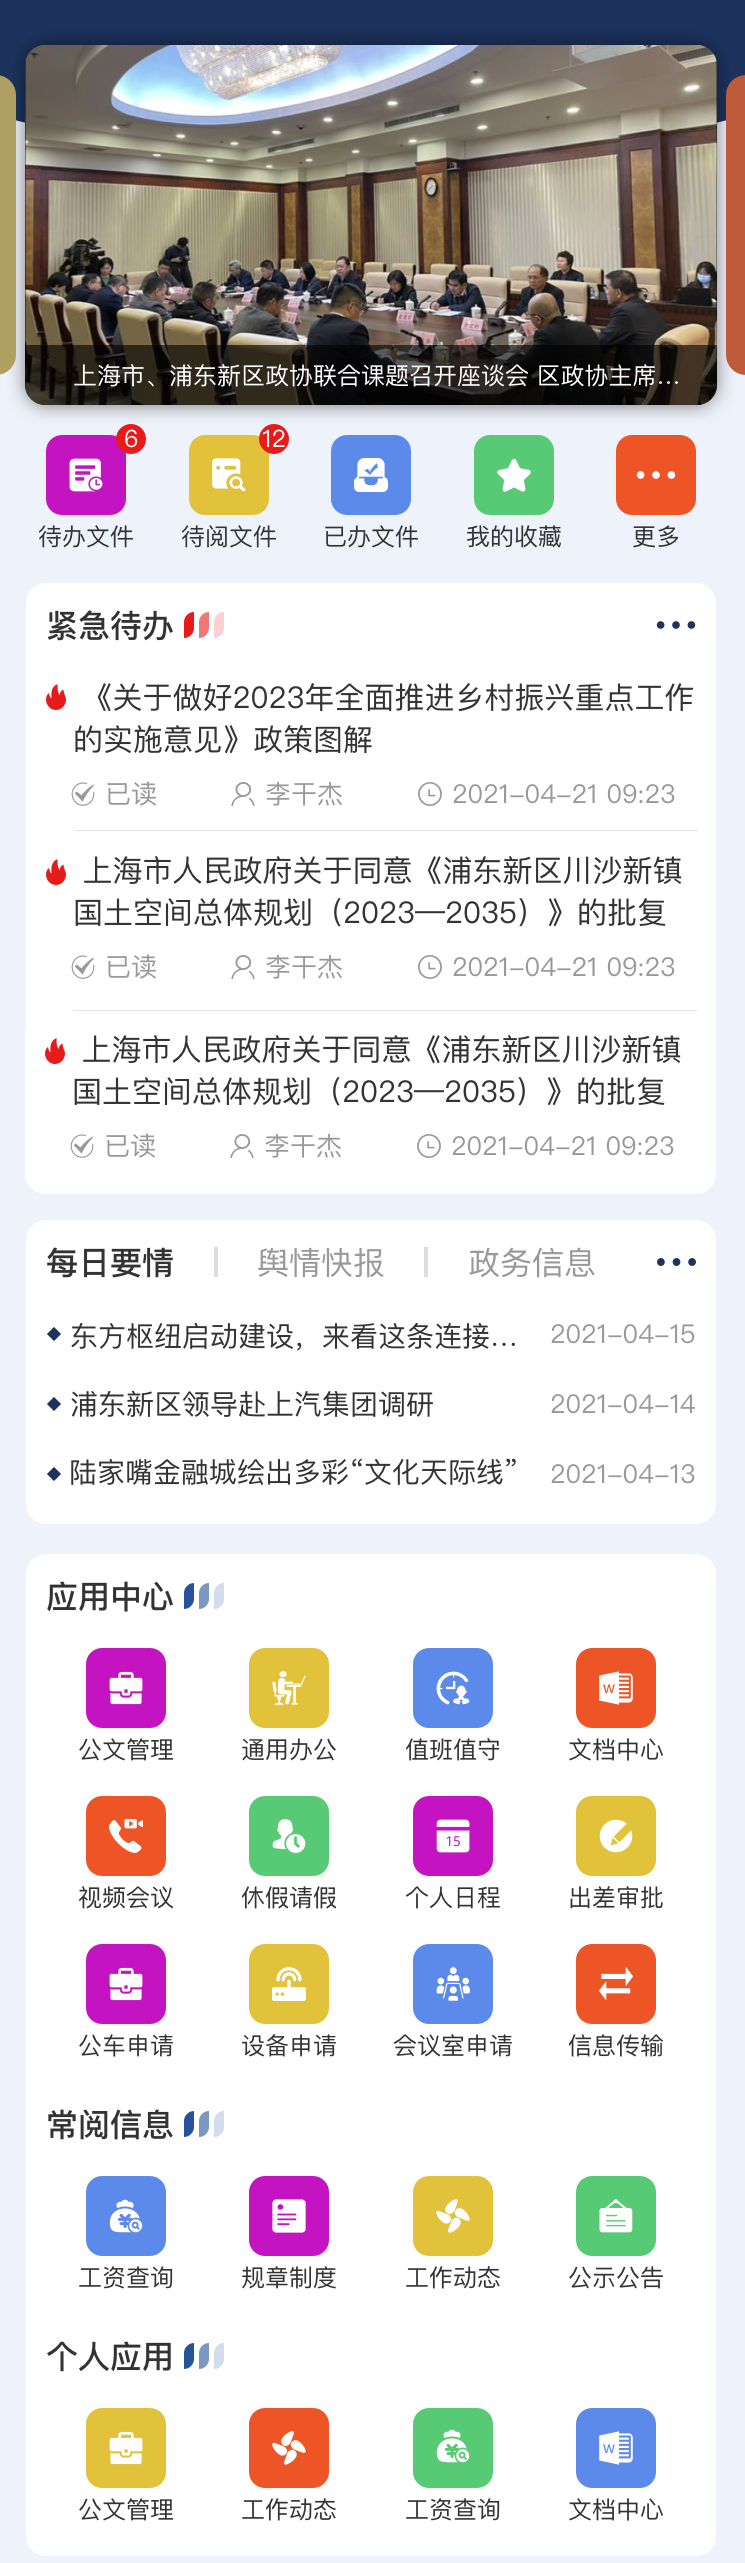 上海市、浦东新区政协联合课题召开座谈会 区政协主席...
6
12
待办文件
待阅文件
已办文件
我的收藏
更多
紧急待办
《关于做好2023年全面推进乡村振兴重点工作
的实施意见》政策图解
已读 李干杰 2021-04-21 09:23
上海市人民政府关于同意《浦东新区川沙新镇
国土空间总体规划（2023—2035）》的批复
已读 李干杰 2021-04-21 09:23
上海市人民政府关于同意《浦东新区川沙新镇
国土空间总体规划（2023—2035）》的批复
已读 李干杰 2021-04-21 09:23
每日要情 舆情快报 政务信息
东方枢纽启动建设，来看这条连接... 2021-04-15
浦东新区领导赴上汽集团调研 2021-04-14
陆家嘴金融城绘出多彩“文化天际线” 2021-04-13
应用中心
W
公文管理 通用办公 值班值守 文档中心
15
视频会议 休假请假 个人日程 出差审批
公车申请 设备申请 会议室申请 信息传输
常阅信息
¥
工资查询 规章制度 工作动态 公示公告
个人应用
¥ W
公文管理 工作动态 工资查询 文档中心